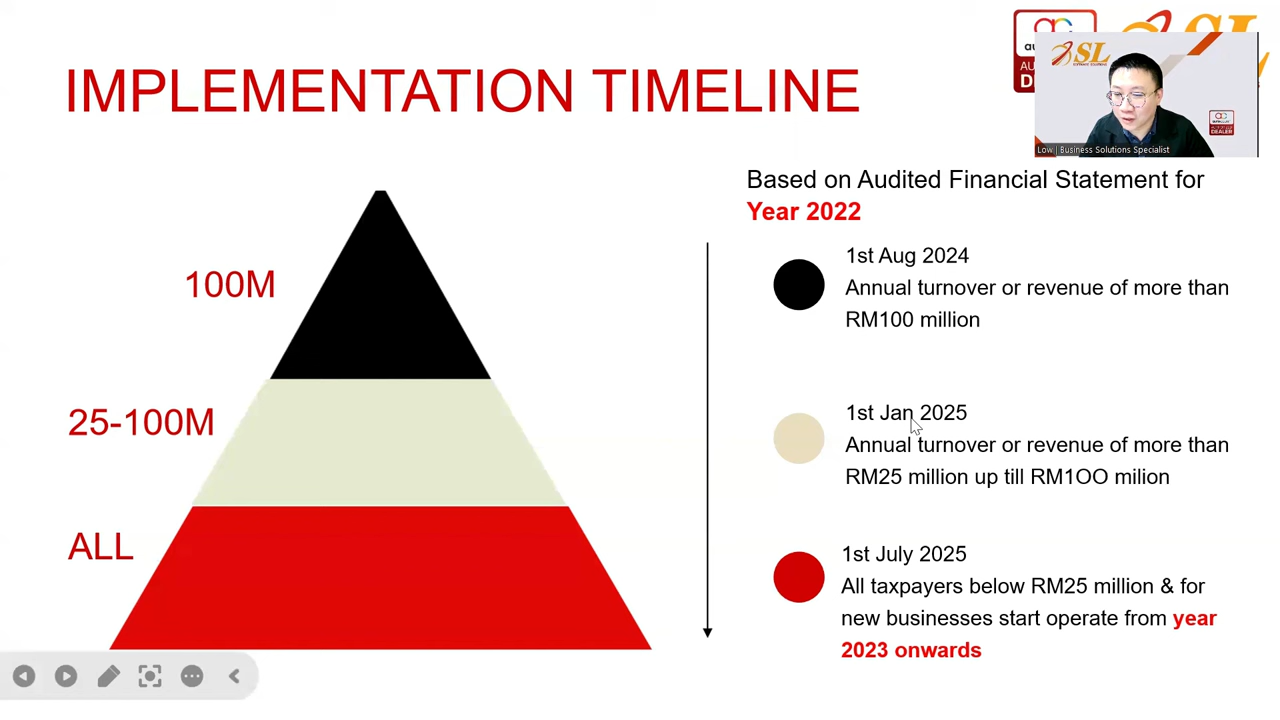 IMPLEMENTATION TIMELINE
SL
Low | Business Solutions Specialist
DEALER
Based on Audited Financial Statement for
Year 2022
100M
1st Aug 2024
Annual turnover or revenue of more than
RM100 million
25-100M
1st Jan 2025
Annual turnover or revenue of more than
RM25 million up till RM1OO milion
ALL
1st July 2025
All taxpayers below RM25 million & for
new businesses start operate from year
2023 onwards